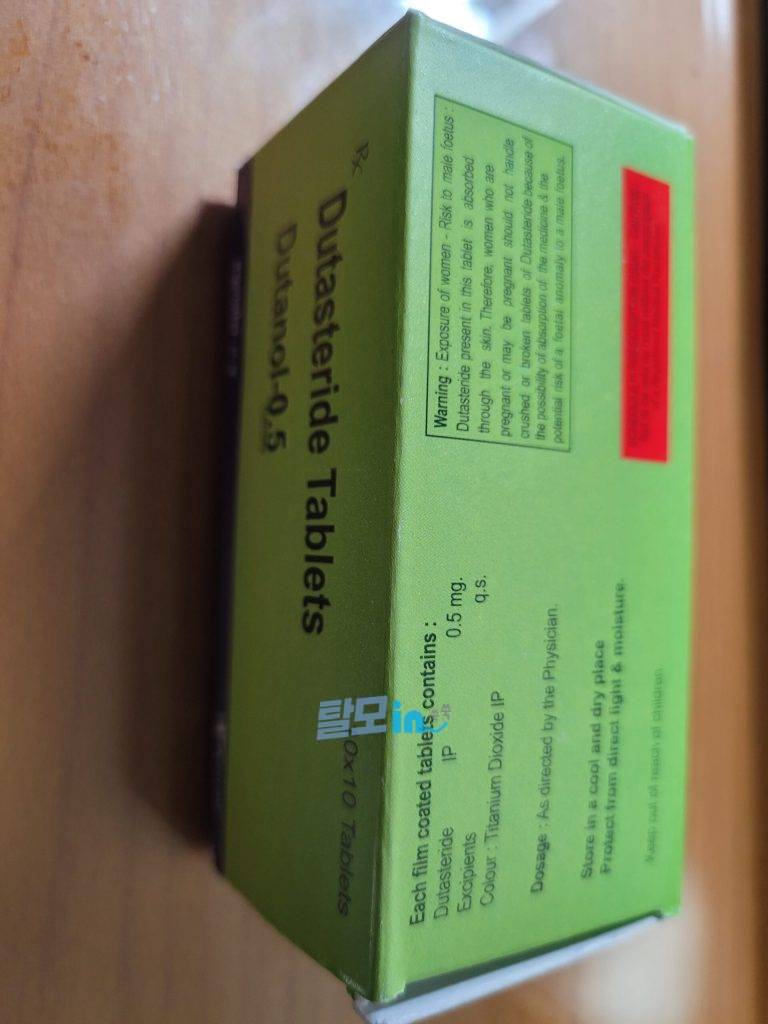 Rx
Dutasteride Tablets
Dutanol-0.5
0x10 Tablets
탈모in
Each film coated tablets contains :
Dutasteride IP 0.5 mg.
Excipients q.s.
Colour : Titanium Dioxide IP
Dosage : As directed by the Physician.
Store in a cool and dry place
Protect from direct light & moisture.
Keep out of reach of children
Warning : Exposure of women - Risk to male foetus :
Dutasteride present in this tablet is absorbed
through the skin. Therefore, women who are
pregnant or may be pregnant should not handle
crushed or broken tablets of Dutasteride because of
the possibility of absorption of the medicine & the
potential risk of a foetal anomaly to a male foetus.